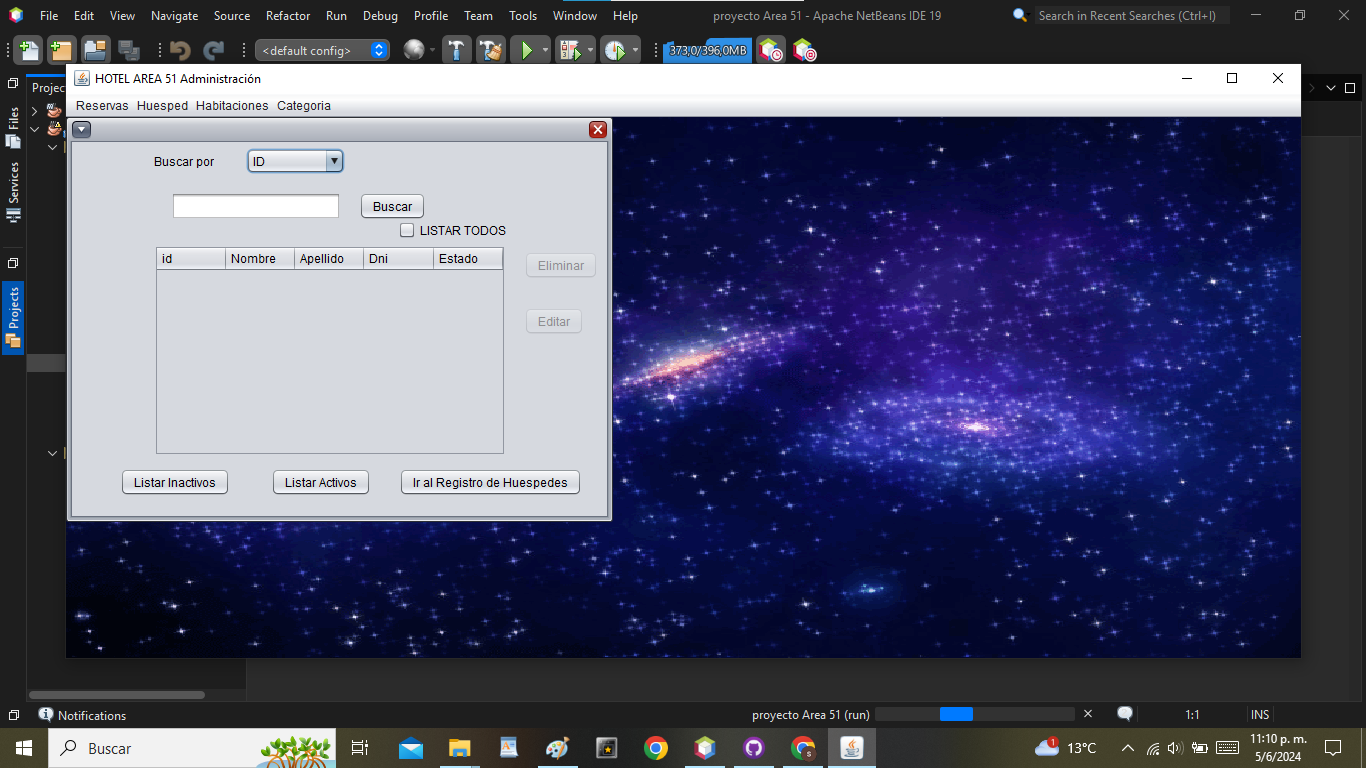 File Edit View Navigate Source Refactor Run Debug Profile Team Tools Window Help
proyecto Area 51 - Apache NetBeans IDE 19
Search in Recent Searches (Ctrl+I)
<default config>
373,0/396,0MB
Projec
HOTEL AREA 51 Administración
Reservas Huesped Habitaciones Categoria
Files
Services
Projects
Buscar por
ID
Buscar
LISTAR TODOS
id Nombre Apellido Dni Estado
Eliminar
Editar
Listar Inactivos
Listar Activos
Ir al Registro de Huespedes
Notifications
proyecto Area 51 (run)
1:1
INS
Buscar
1
13°C
11:10 p. m.
5/6/2024